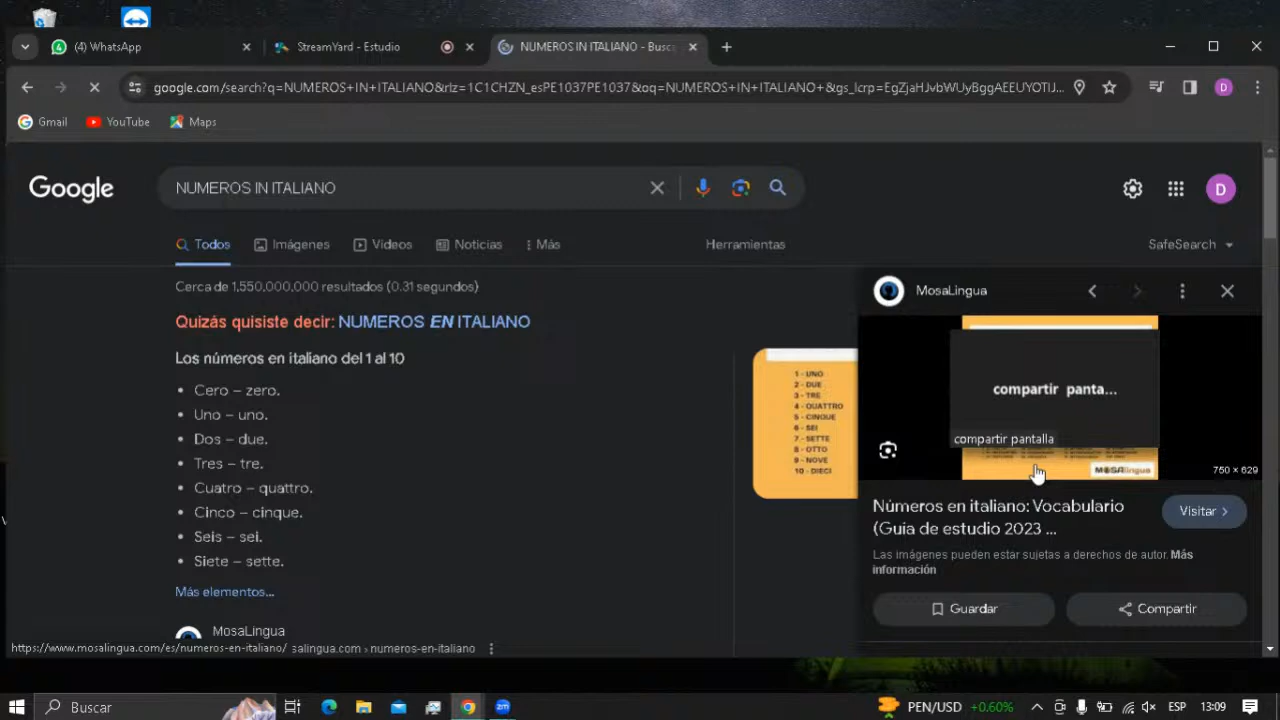 (4) WhatsApp
StreamYard - Estudio
NUMEROS IN ITALIANO - Busc
google.com/search?q=NUMEROS+IN+ITALIANO&rlz=1C1CHZN_esPE1037PE1037&oq=NUMEROS+IN+ITALIANO+&gs_lcrp=EgZjaHJvbWUyBggAEEUYOTIJ...
Gmail
YouTube
Maps
Google
NUMEROS IN ITALIANO
D
Todos
Imágenes
Videos
Noticias
Más
Herramientas
SafeSearch
Cerca de 1,550,000,000 resultados (0.31 segundos)
Quizás quisiste decir: NUMEROS EN ITALIANO
Los números en italiano del 1 al 10
Cero – zero.
Uno – uno.
Dos – due.
Tres – tre.
Cuatro – quattro.
Cinco – cinque.
Seis – sei.
Siete – sette.
Más elementos...
MosaLingua
https://www.mosalingua.com/es/numeros-en-italiano/
salingua.com › numeros-en-italiano
1 - UNO
2 - DUE
3 - TRE
4 - QUATTRO
5 - CINQUE
6 - SEI
7 - SETTE
8 - OTTO
9 - NOVE
10 - DIECI
MosaLingua
compartir panta...
compartir pantalla
MOSAlingua
750 × 629
Números en italiano: Vocabulario
(Guía de estudio 2023 ...
Visitar
Las imágenes pueden estar sujetas a derechos de autor. Más
información
Guardar
Compartir
Buscar
PEN/USD +0.60%
ESP
13:09